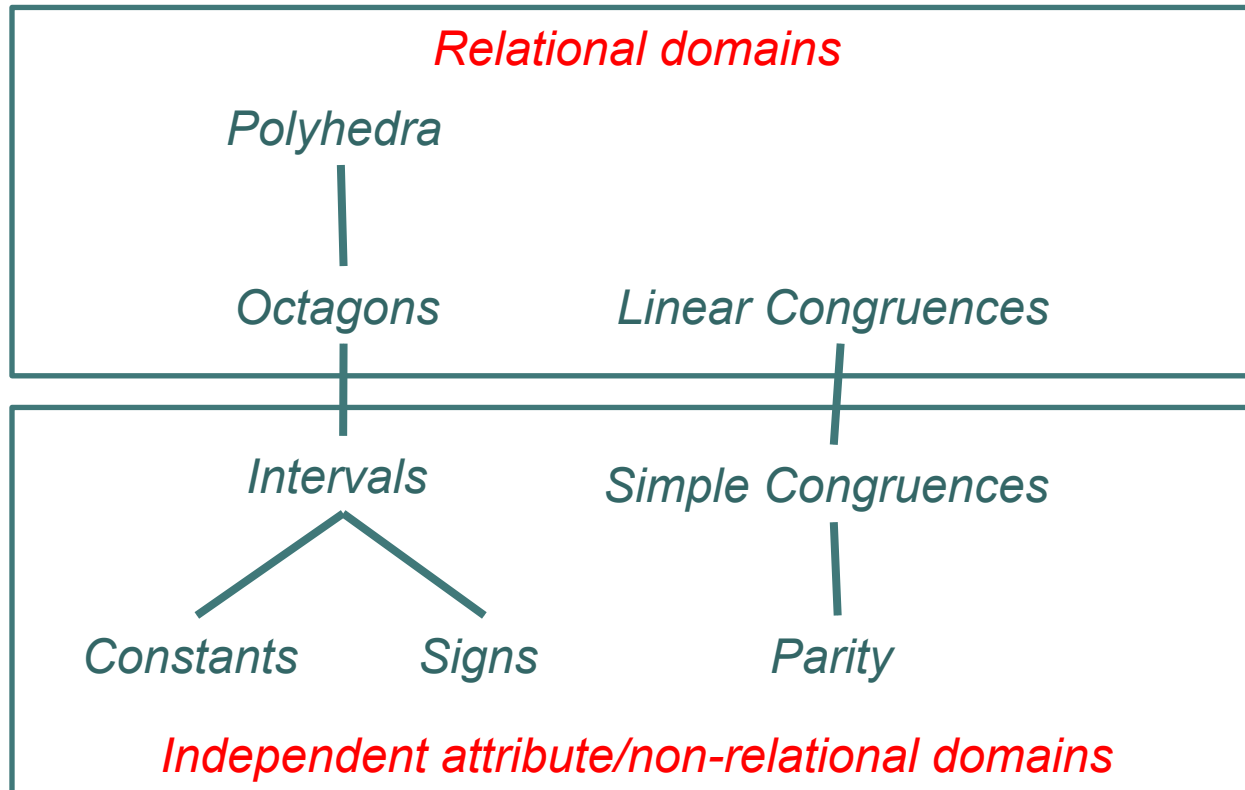 Relational domains
Polyhedra
Octagons Linear Congruences
Intervals Simple Congruences
Constants Signs Parity
Independent attribute/non-relational domains